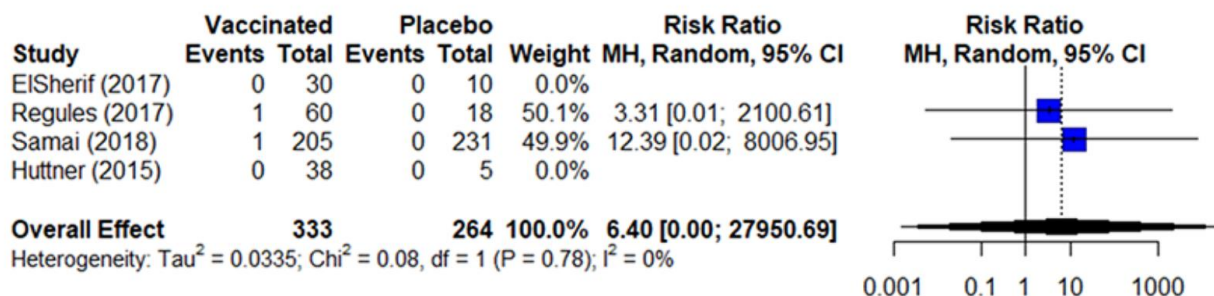 Vaccinated Placebo Risk Ratio Risk Ratio
Study Events Total Events Total Weight MH, Random, 95% CI MH, Random, 95% CI
ElSherif (2017) 0 30 0 10 0.0%
Regules (2017) 1 60 0 18 50.1% 3.31 [0.01; 2100.61]
Samai (2018) 1 205 0 231 49.9% 12.39 [0.02; 8006.95]
Huttner (2015) 0 38 0 5 0.0%
Overall Effect 333 264 100.0% 6.40 [0.00; 27950.69]
Heterogeneity: Tau² = 0.0335; Chi² = 0.08, df = 1 (P = 0.78); I² = 0%
0.001 0.1 1 10 1000